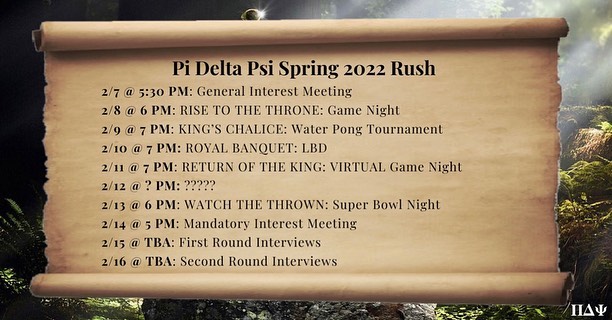 Pi Delta Psi Spring 2022 Rush
2/7 @ 5:30 PM: General Interest Meeting
2/8 @ 6 PM: RISE TO THE THRONE: Game Night
2/9 @ 7 PM: KING'S CHALICE: Water Pong Tournament
2/10 @ 7 PM: ROYAL BANQUET: LBD
2/11 @ 7 PM: RETURN OF THE KING: VIRTUAL Game Night
2/12 @ ? PM: ?????
2/13 @ 6 PM: WATCH THE THROWN: Super Bowl Night
2/14 @ 5 PM: Mandatory Interest Meeting
2/15 @ TBA: First Round Interviews
2/16 @ TBA: Second Round Interviews
ΠΔΨ